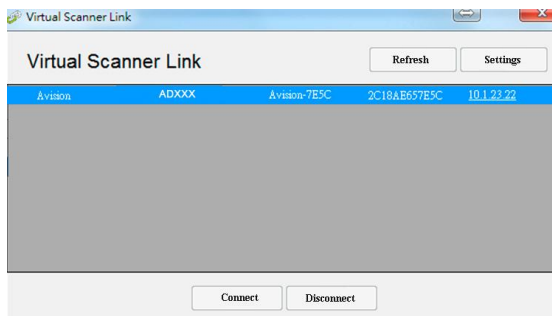 Virtual Scanner Link
Virtual Scanner Link Refresh Settings
Avision ADXXX Avision-7E5C 2C18AE657E5C 10.1.23.22
Connect Disconnect